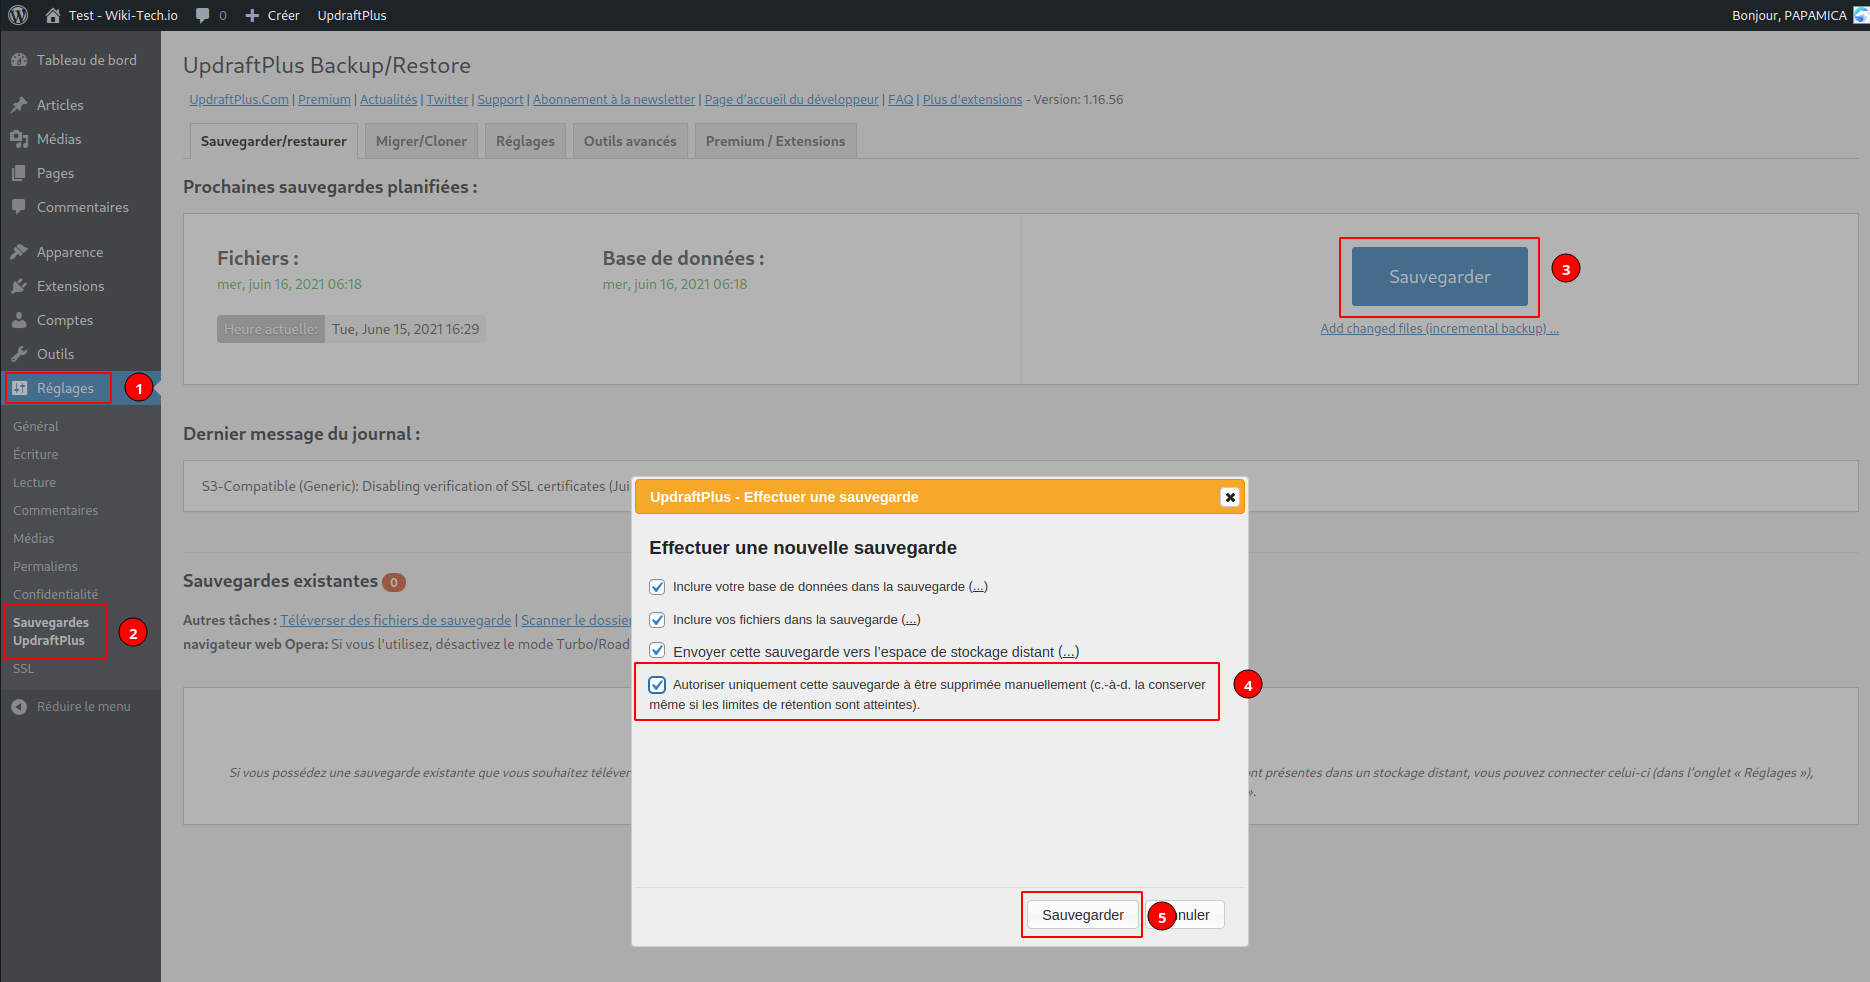 Test - Wiki-Tech.io 0 Créer UpdraftPlus Bonjour, PAPAMICA
Tableau de bord
Articles
Médias
Pages
Commentaires
Apparence
Extensions
Comptes
Outils
Réglages 1
Général
Écriture
Lecture
Commentaires
Médias
Permaliens
Confidentialité
Sauvegardes
UpdraftPlus 2
SSL
Réduire le menu
UpdraftPlus Backup/Restore
UpdraftPlus.Com | Premium | Actualités | Twitter | Support | Abonnement à la newsletter | Page d'accueil du développeur | FAQ | Plus d'extensions - Version: 1.16.56
Sauvegarder/restaurer Migrer/Cloner Réglages Outils avancés Premium / Extensions
Prochaines sauvegardes planifiées :
Fichiers :
mer, juin 16, 2021 06:18
Base de données :
mer, juin 16, 2021 06:18
Heure actuelle: Tue, June 15, 2021 16:29
Sauvegarder 3
Add changed files (incremental backup) ...
Dernier message du journal :
S3-Compatible (Generic): Disabling verification of SSL certificates (Jui
Sauvegardes existantes 0
Autres tâches : Téléverser des fichiers de sauvegarde | Scanner le dossier
navigateur web Opera: Si vous l'utilisez, désactivez le mode Turbo/Road
Si vous possédez une sauvegarde existante que vous souhaitez téléver
nt présentes dans un stockage distant, vous pouvez connecter celui-ci (dans l'onglet « Réglages »),
».
UpdraftPlus - Effectuer une sauvegarde
Effectuer une nouvelle sauvegarde
Inclure votre base de données dans la sauvegarde (...)
Inclure vos fichiers dans la sauvegarde (...)
Envoyer cette sauvegarde vers l'espace de stockage distant (...)
Autoriser uniquement cette sauvegarde à être supprimée manuellement (c.-à-d. la conserver 4
même si les limites de rétention sont atteintes).
Sauvegarder 5 nuler